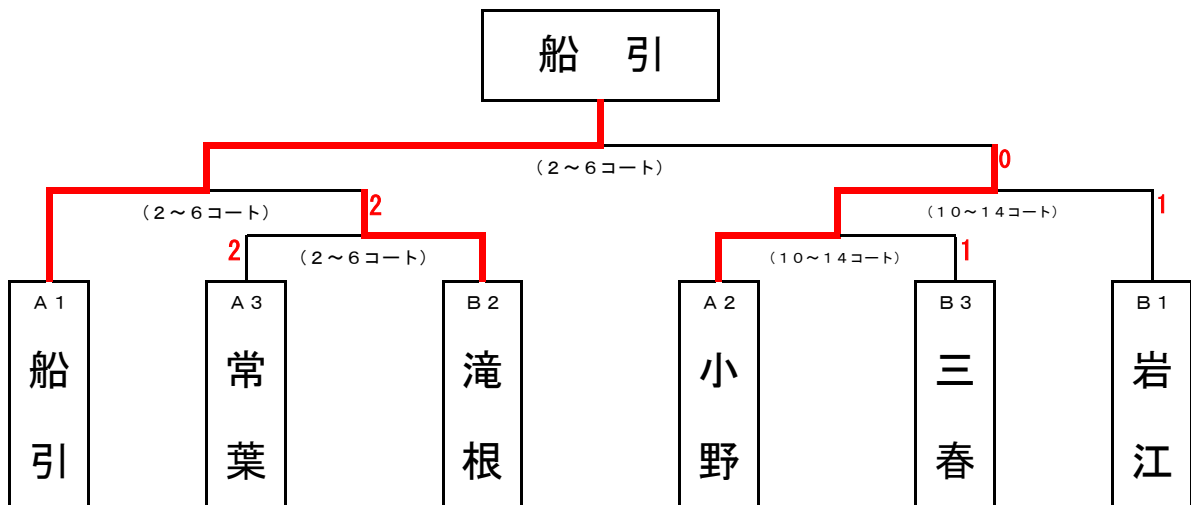 船 引
(2~6コート)
0
(2~6コート)
2
(10~14コート)
1
2
(2~6コート)
(10~14コート)
1
A1
船引
A3
常葉
B2
滝根
A2
小野
B3
三春
B1
岩江